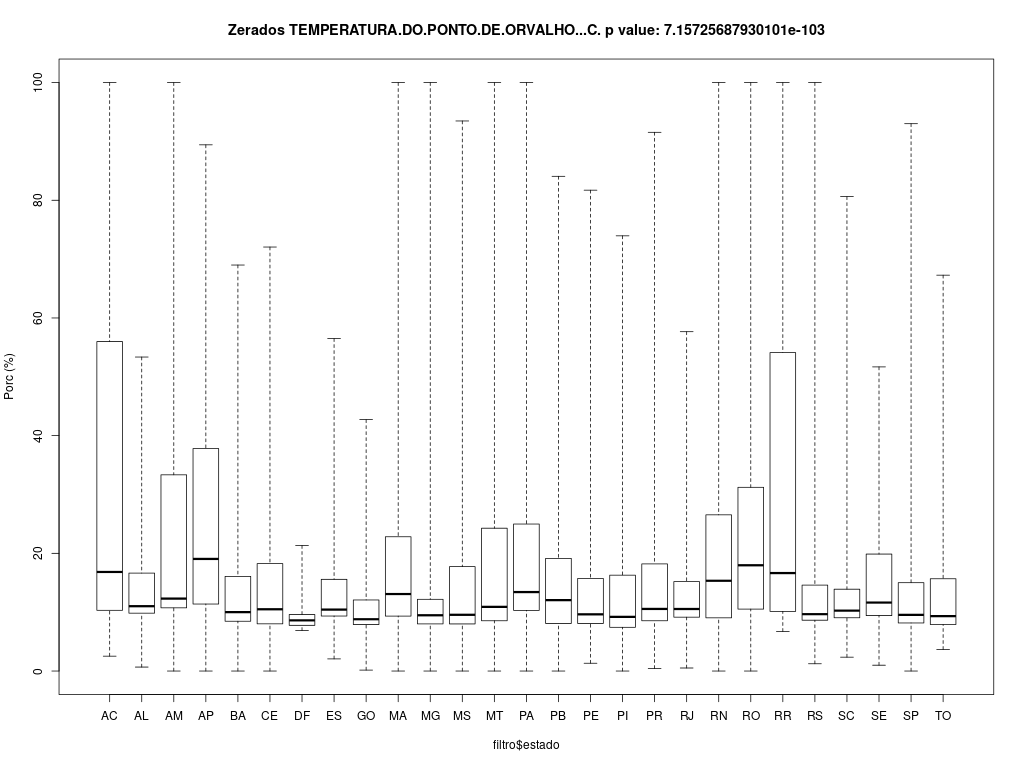 Zerados TEMPERATURA.DO.PONTO.DE.ORVALHO...C. p value: 7.15725687930101e-103
Porc (%)
100
80
60
40
20
0
AC AL AM AP BA CE DF ES GO MA MG MS MT PA PB PE PI PR RJ RN RO RR RS SC SE SP TO
filtro$estado